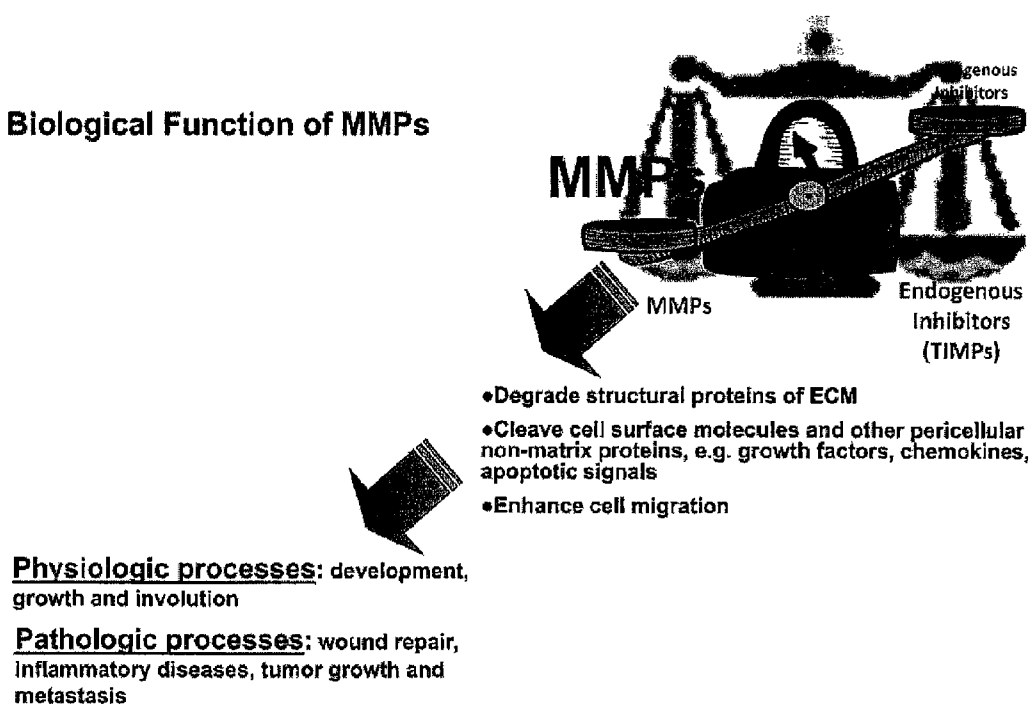 Biological Function of MMPs
genous
Inhibitors
MMPs
MMPs
Endogenous
Inhibitors
(TIMPs)
●Degrade structural proteins of ECM
●Cleave cell surface molecules and other pericellular
non-matrix proteins, e.g. growth factors, chemokines,
apoptotic signals
●Enhance cell migration
Physiologic processes: development,
growth and involution
Pathologic processes: wound repair,
inflammatory diseases, tumor growth and
metastasis